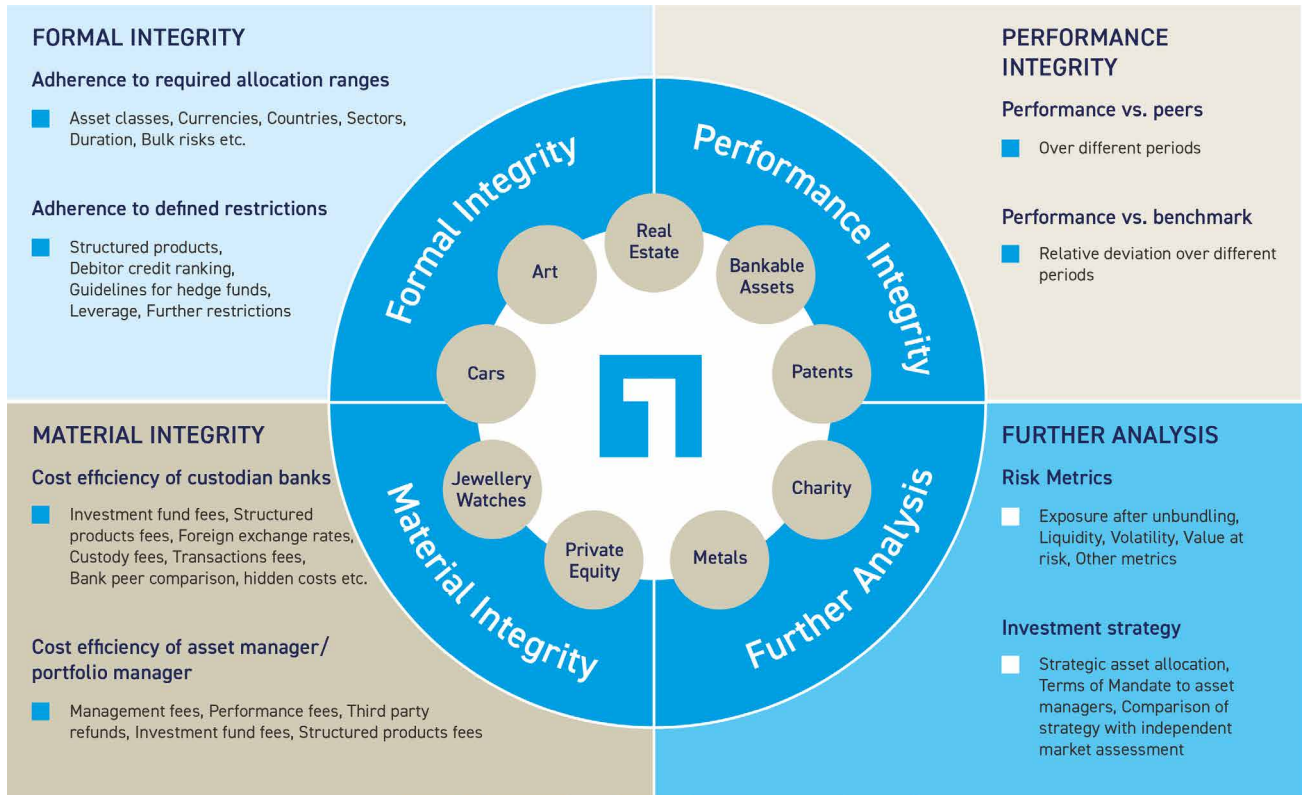 FORMAL INTEGRITY
Adherence to required allocation ranges
Asset classes, Currencies, Countries, Sectors,
Duration, Bulk risks etc.
Adherence to defined restrictions
Structured products,
Debitor credit ranking,
Guidelines for hedge funds,
Leverage, Further restrictions
PERFORMANCE
INTEGRITY
Performance vs. peers
Over different periods
Performance vs. benchmark
Relative deviation over different
periods
Formal Integrity
Performance Integrity
Real
Estate
Art
Bankable
Assets
Cars
Patents
Jewellery
Watches
Charity
Private
Equity
Metals
Material Integrity
Further Analysis
MATERIAL INTEGRITY
Cost efficiency of custodian banks
Investment fund fees, Structured
products fees, Foreign exchange rates,
Custody fees, Transactions fees,
Bank peer comparison, hidden costs etc.
Cost efficiency of asset manager/
portfolio manager
Management fees, Performance fees, Third party
refunds, Investment fund fees, Structured products fees
FURTHER ANALYSIS
Risk Metrics
Exposure after unbundling,
Liquidity, Volatility, Value at
risk, Other metrics
Investment strategy
Strategic asset allocation,
Terms of Mandate to asset
managers, Comparison of
strategy with independent
market assessment